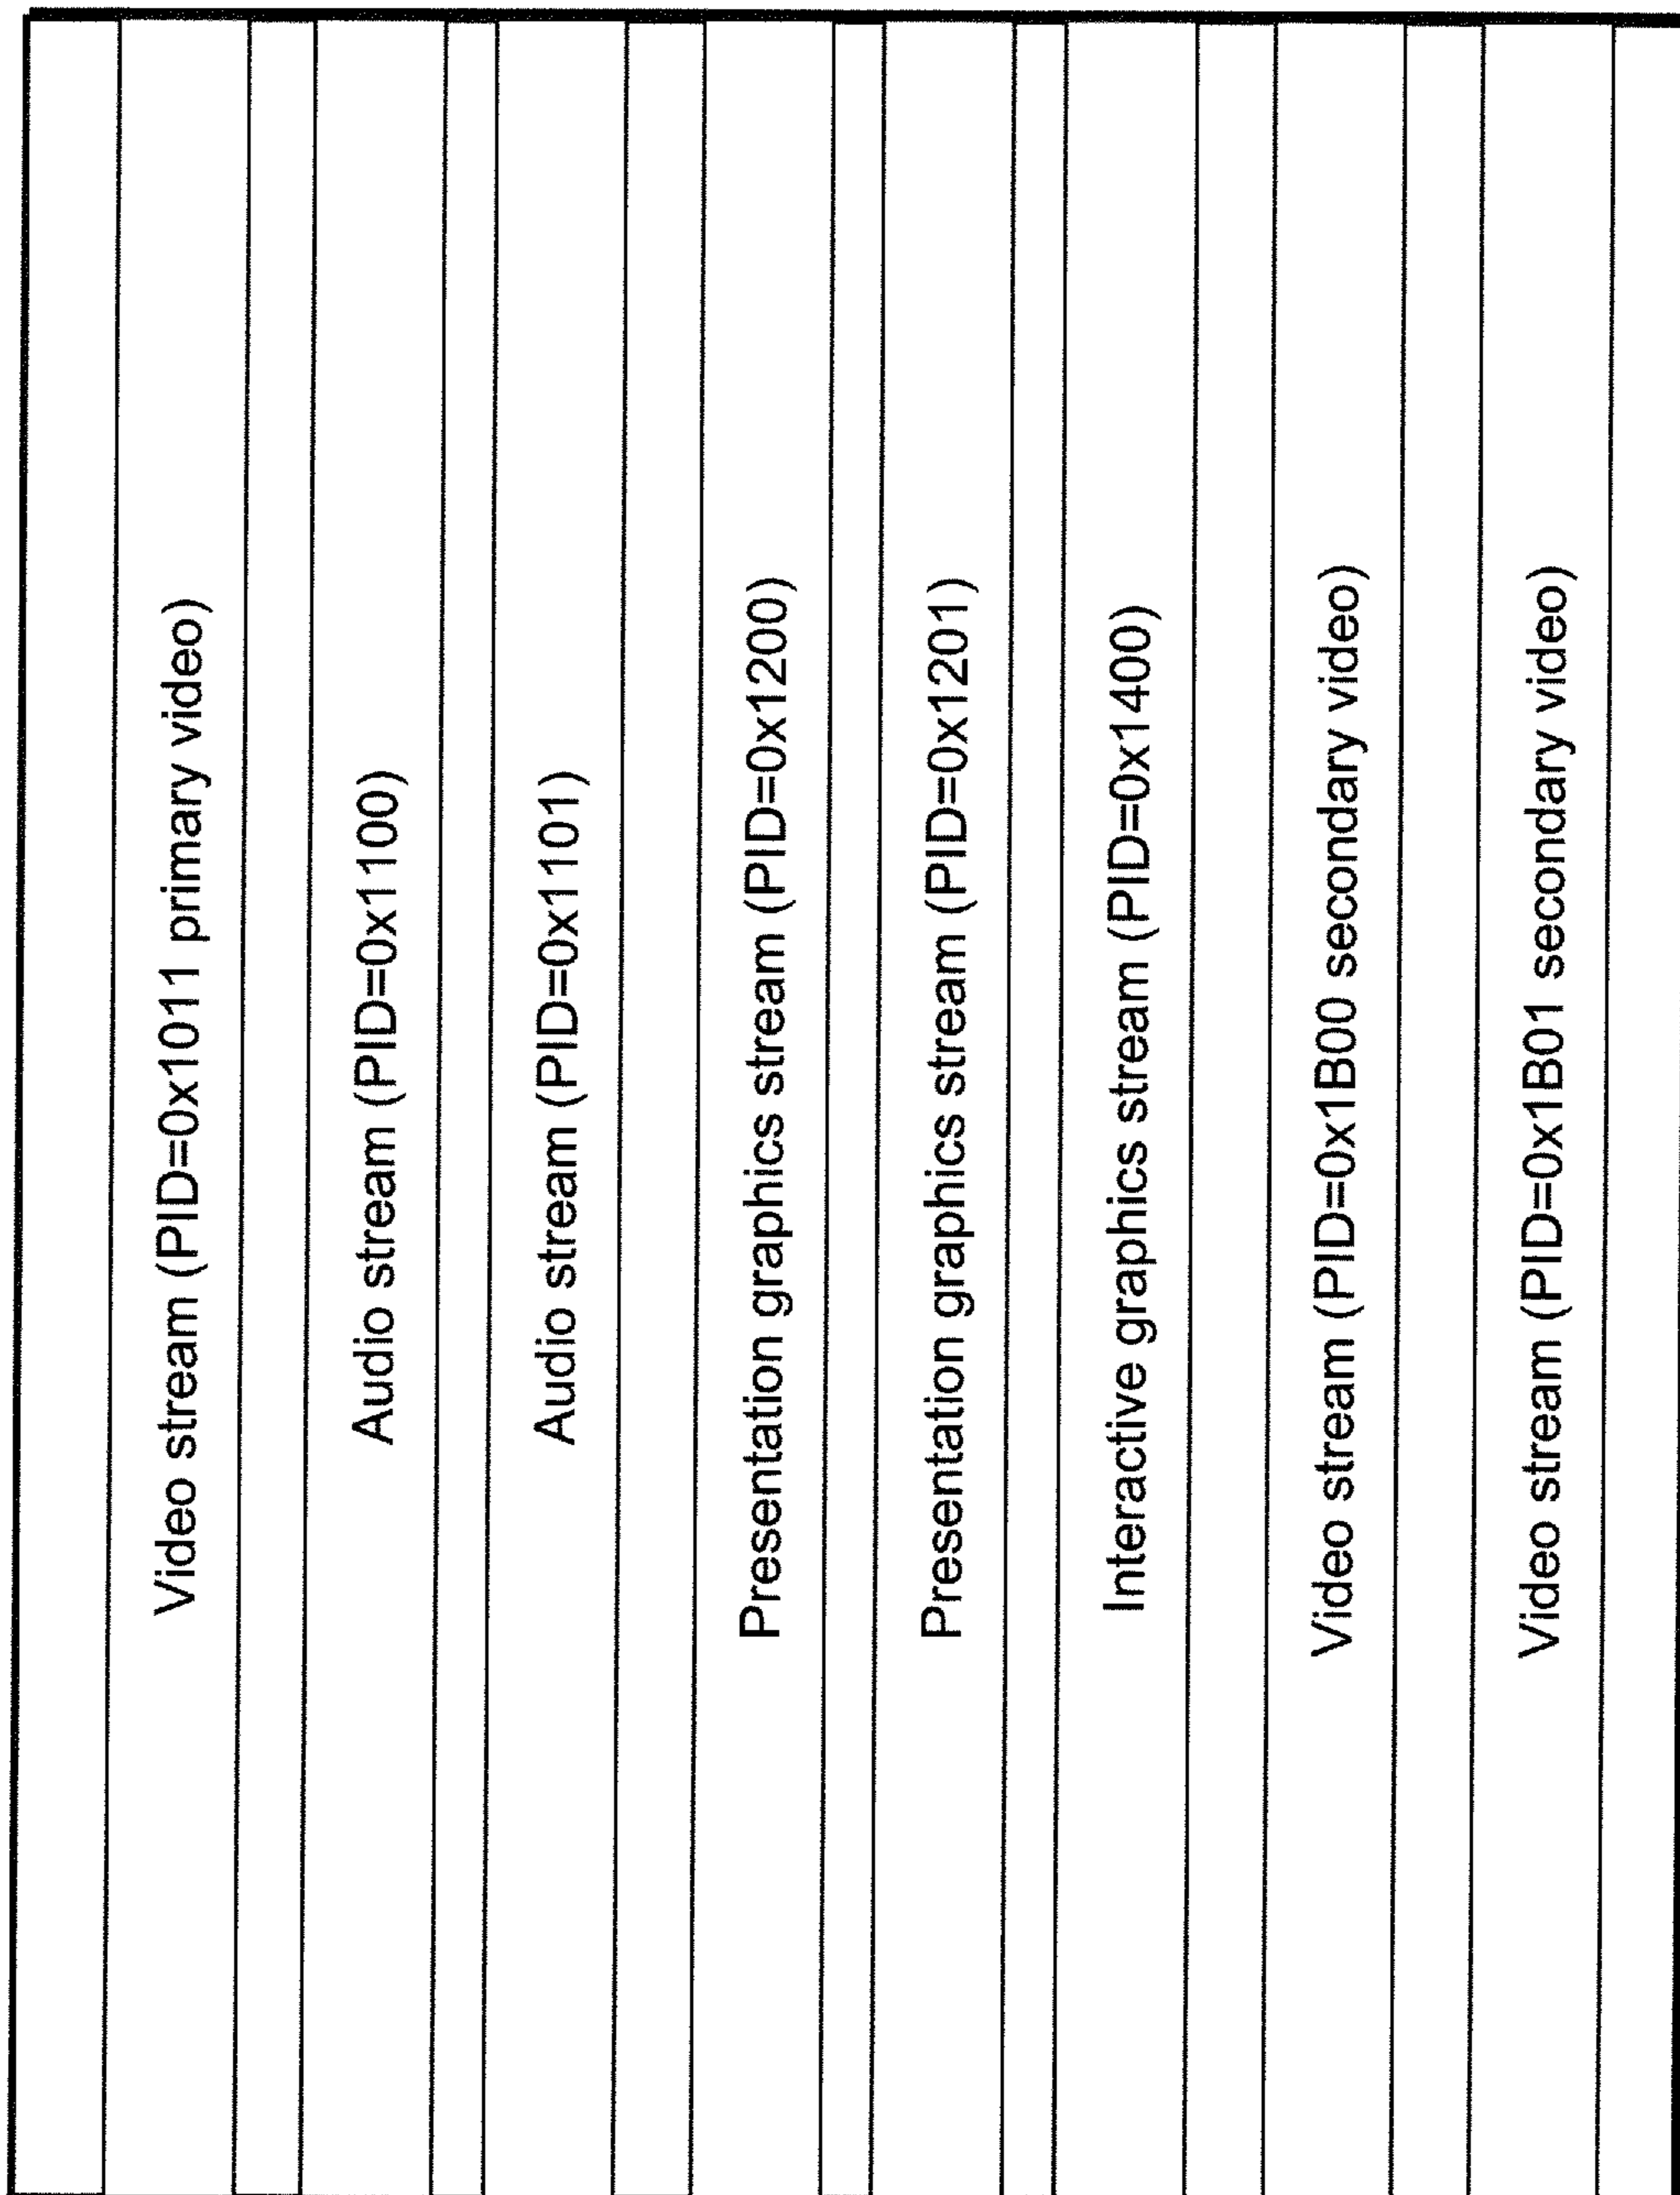 Video stream (PID=0x1011 primary video)
Audio stream (PID=0x1100)
Audio stream (PID=0x1101)
Presentation graphics stream (PID=0x1200)
Presentation graphics stream (PID=0x1201)
Interactive graphics stream (PID=0x1400)
Video stream (PID=0x1B00 secondary video)
Video stream (PID=0x1B01 secondary video)